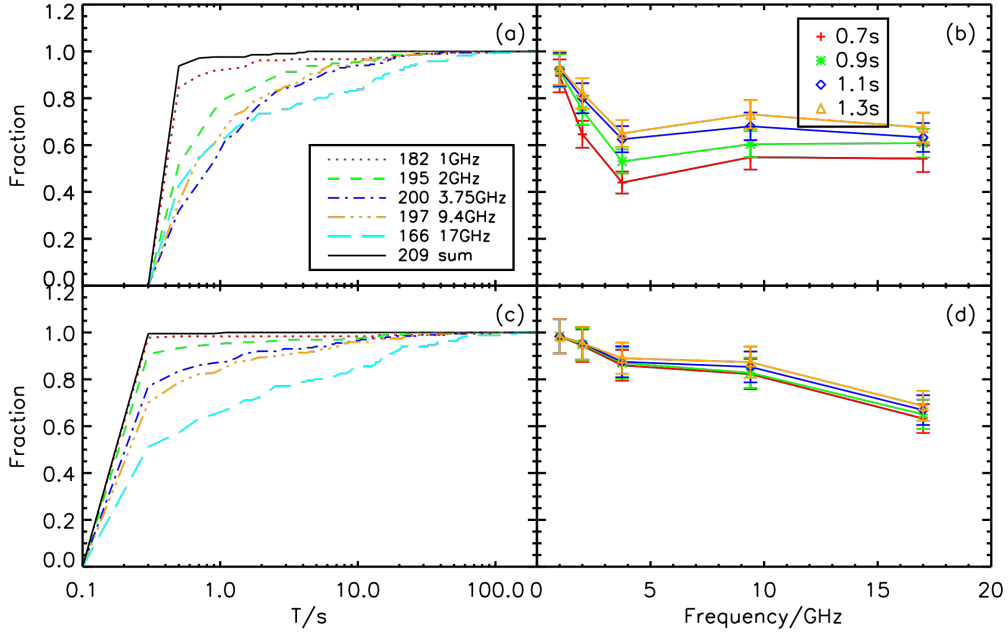 1.2
1.0
0.8
0.6
0.4
0.2
0.0
Fraction
(a)
182 1GHz
195 2GHz
200 3.75GHz
197 9.4GHz
166 17GHz
209 sum
(b)
0.7s
0.9s
1.1s
1.3s
1.2
1.0
0.8
0.6
0.4
0.2
0.0
Fraction
(c)
0.1 1.0 10.0 100.0
T/s
(d)
0 5 10 15 20
Frequency/GHz